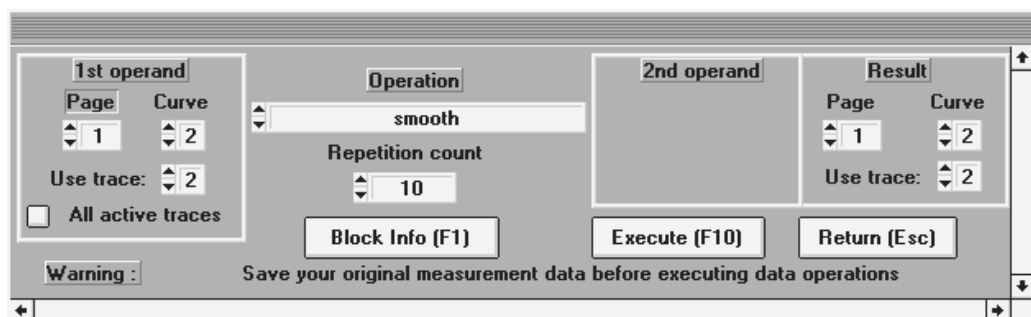 1st operand
Operation
2nd operand
Result
Page Curve
Page Curve
1 2
smooth
1 2
Repetition count
Use trace: 2
10
Use trace: 2
All active traces
Block Info (F1)
Execute (F10)
Return (Esc)
Warning : Save your original measurement data before executing data operations